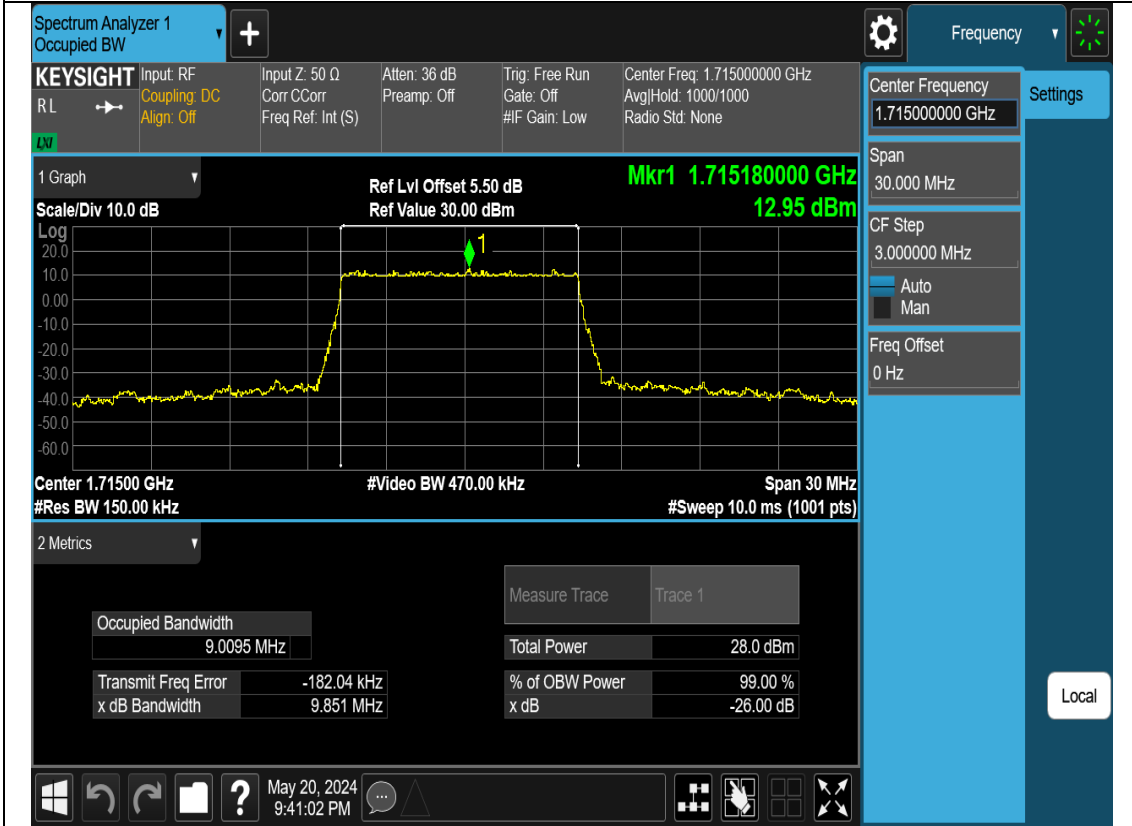 Spectrum Analyzer 1
Occupied BW
+
Frequency
KEYSIGHT
R L
LXI
Input: RF
Coupling: DC
Align: Off
Input Z: 50 Ω
Corr CCorr
Freq Ref: Int (S)
Atten: 36 dB
Preamp: Off
Trig: Free Run
Gate: Off
#IF Gain: Low
Center Freq: 1.715000000 GHz
Avg|Hold: 1000/1000
Radio Std: None
Center Frequency
1.715000000 GHz
Settings
Span
30.000 MHz
CF Step
3.000000 MHz
Auto
Man
Freq Offset
0 Hz
Local
1 Graph
Scale/Div 10.0 dB
Ref Lvl Offset 5.50 dB
Ref Value 30.00 dBm
Mkr1 1.715180000 GHz
12.95 dBm
Log
20.0
10.0
0.00
-10.0
-20.0
-30.0
-40.0
-50.0
-60.0
1
Center 1.71500 GHz
#Video BW 470.00 kHz
Span 30 MHz
#Res BW 150.00 kHz
#Sweep 10.0 ms (1001 pts)
2 Metrics
Measure Trace
Trace 1
Occupied Bandwidth
9.0095 MHz
Total Power
28.0 dBm
Transmit Freq Error
-182.04 kHz
% of OBW Power
99.00 %
x dB Bandwidth
9.851 MHz
x dB
-26.00 dB
?
May 20, 2024
9:41:02 PM